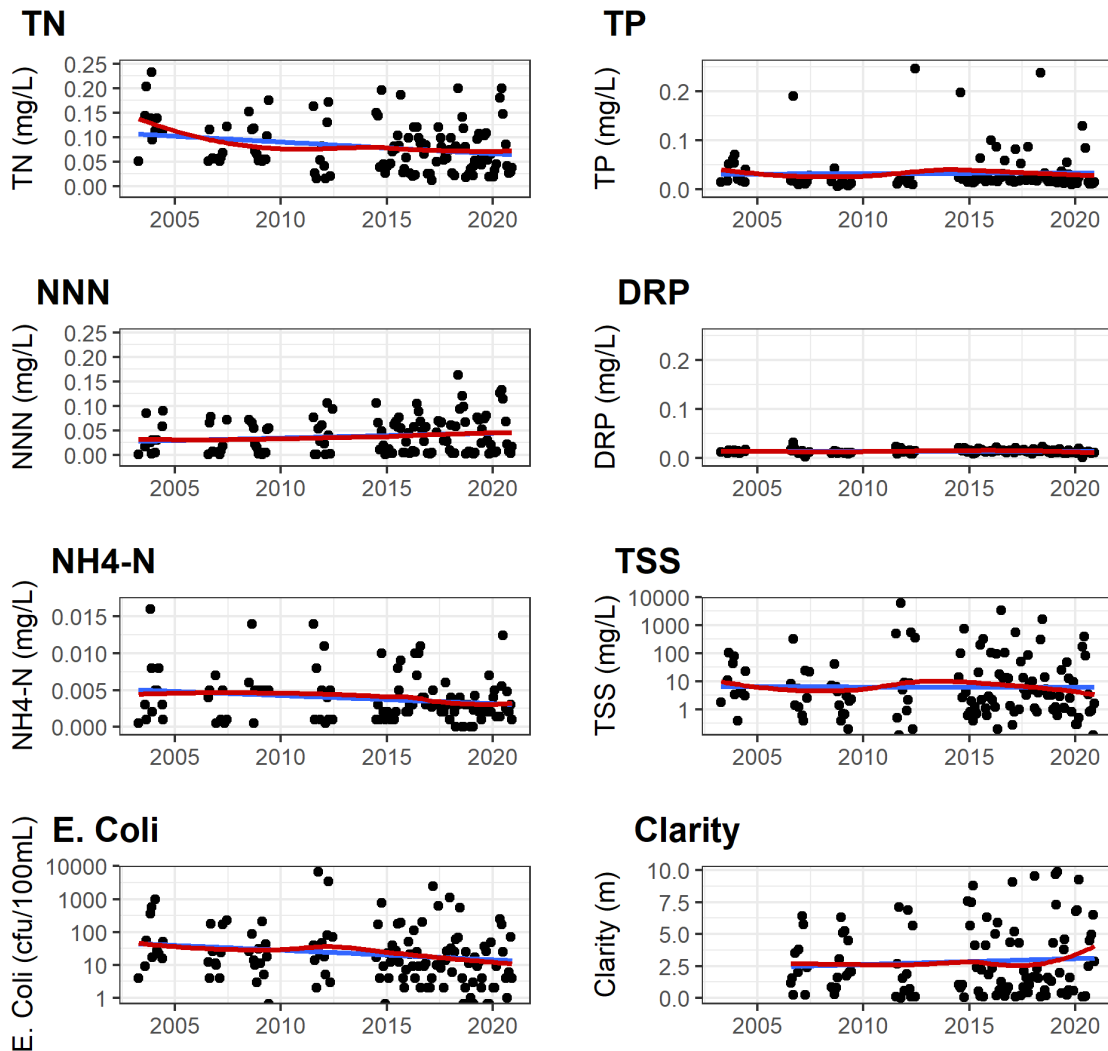 TN
TN (mg/L)
0.25
0.20
0.15
0.10
0.05
0.00
2005 2010 2015 2020
TP
TP (mg/L)
0.2
0.1
0.0
2005 2010 2015 2020
NNN
NNN (mg/L)
0.25
0.20
0.15
0.10
0.05
0.00
2005 2010 2015 2020
DRP
DRP (mg/L)
0.2
0.1
0.0
2005 2010 2015 2020
NH4-N
NH4-N (mg/L)
0.015
0.010
0.005
0.000
2005 2010 2015 2020
TSS
TSS (mg/L)
10000
1000
100
10
1
2005 2010 2015 2020
E. Coli
E. Coli (cfu/100mL)
10000
1000
100
10
1
2005 2010 2015 2020
Clarity
Clarity (m)
10.0
7.5
5.0
2.5
0.0
2005 2010 2015 2020